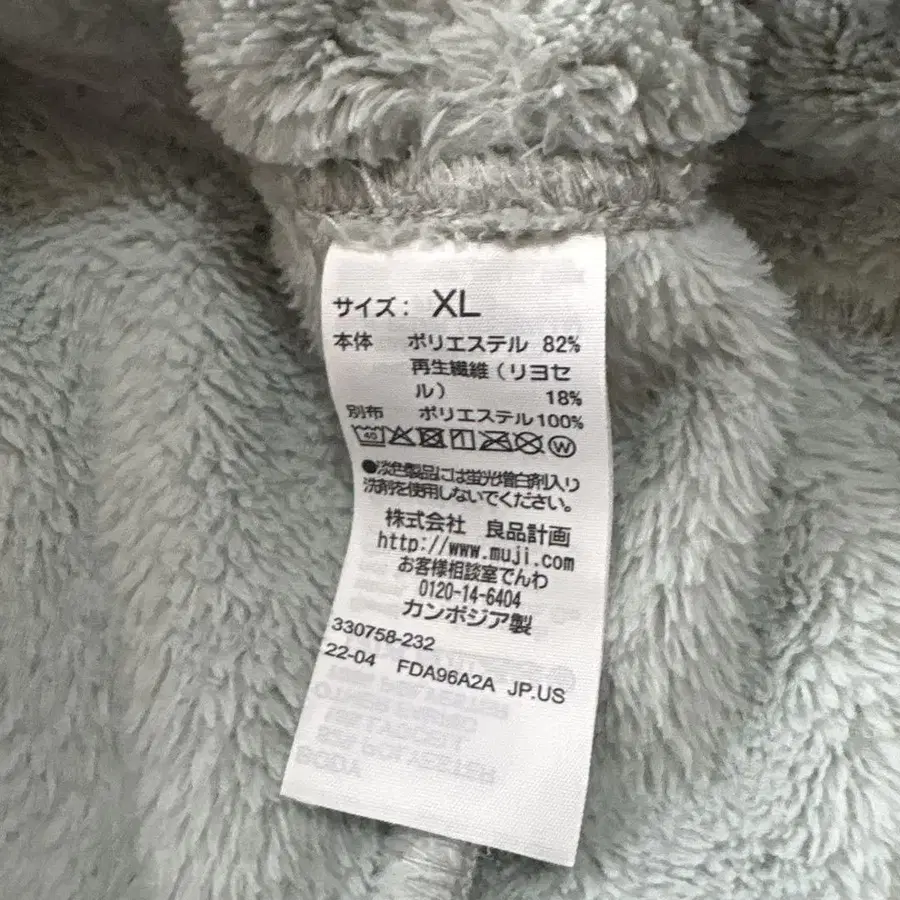 サイズ: XL
本体 ポリエステル 82%
再生繊維(リヨセ
ル) 18%
別布 ポリエステル100%
40 W
●淡色製品には蛍光増白剤入り
洗剤を使用しないでください。
株式会社 良品計画
http://www.muji.com
お客様相談室でんわ
0120-14-6404
カンボジア製
330758-232
22-04 FDA96A2A JP.US